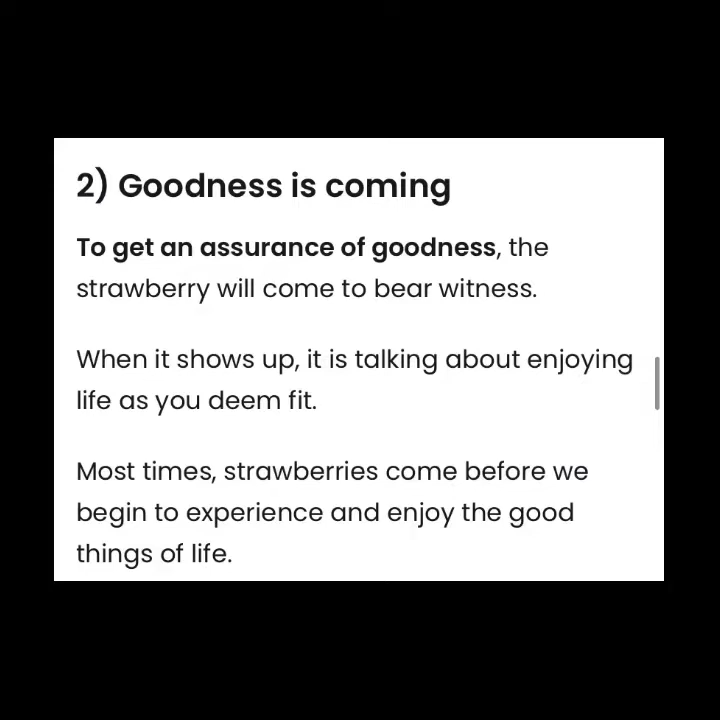 2) Goodness is coming
To get an assurance of goodness, the
strawberry will come to bear witness.
When it shows up, it is talking about enjoying
life as you deem fit.
Most times, strawberries come before we
begin to experience and enjoy the good
things of life.